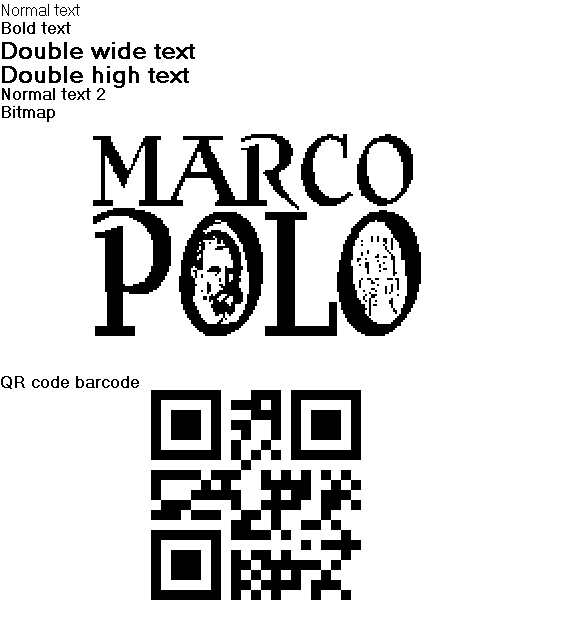 Normal text
Bold text
Double wide text
Double high text
Normal text 2
Bitmap
MARCO
POLO
QR code barcode